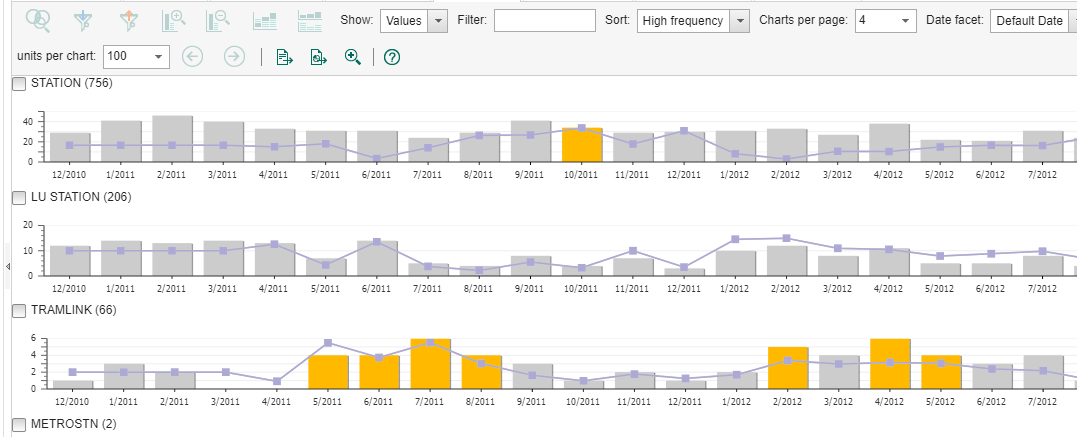 Show: Values Filter: Sort: High frequency Charts per page: 4 Date facet: Default Date
units per chart: 100
STATION (756)
40
20
0
12/2010 1/2011 2/2011 3/2011 4/2011 5/2011 6/2011 7/2011 8/2011 9/2011 10/2011 11/2011 12/2011 1/2012 2/2012 3/2012 4/2012 5/2012 6/2012 7/2012
LU STATION (206)
20
10
0
12/2010 1/2011 2/2011 3/2011 4/2011 5/2011 6/2011 7/2011 8/2011 9/2011 10/2011 11/2011 12/2011 1/2012 2/2012 3/2012 4/2012 5/2012 6/2012 7/2012
TRAMLINK (66)
6
4
2
0
12/2010 1/2011 2/2011 3/2011 4/2011 5/2011 6/2011 7/2011 8/2011 9/2011 10/2011 11/2011 12/2011 1/2012 2/2012 3/2012 4/2012 5/2012 6/2012 7/2012
METROSTN (2)